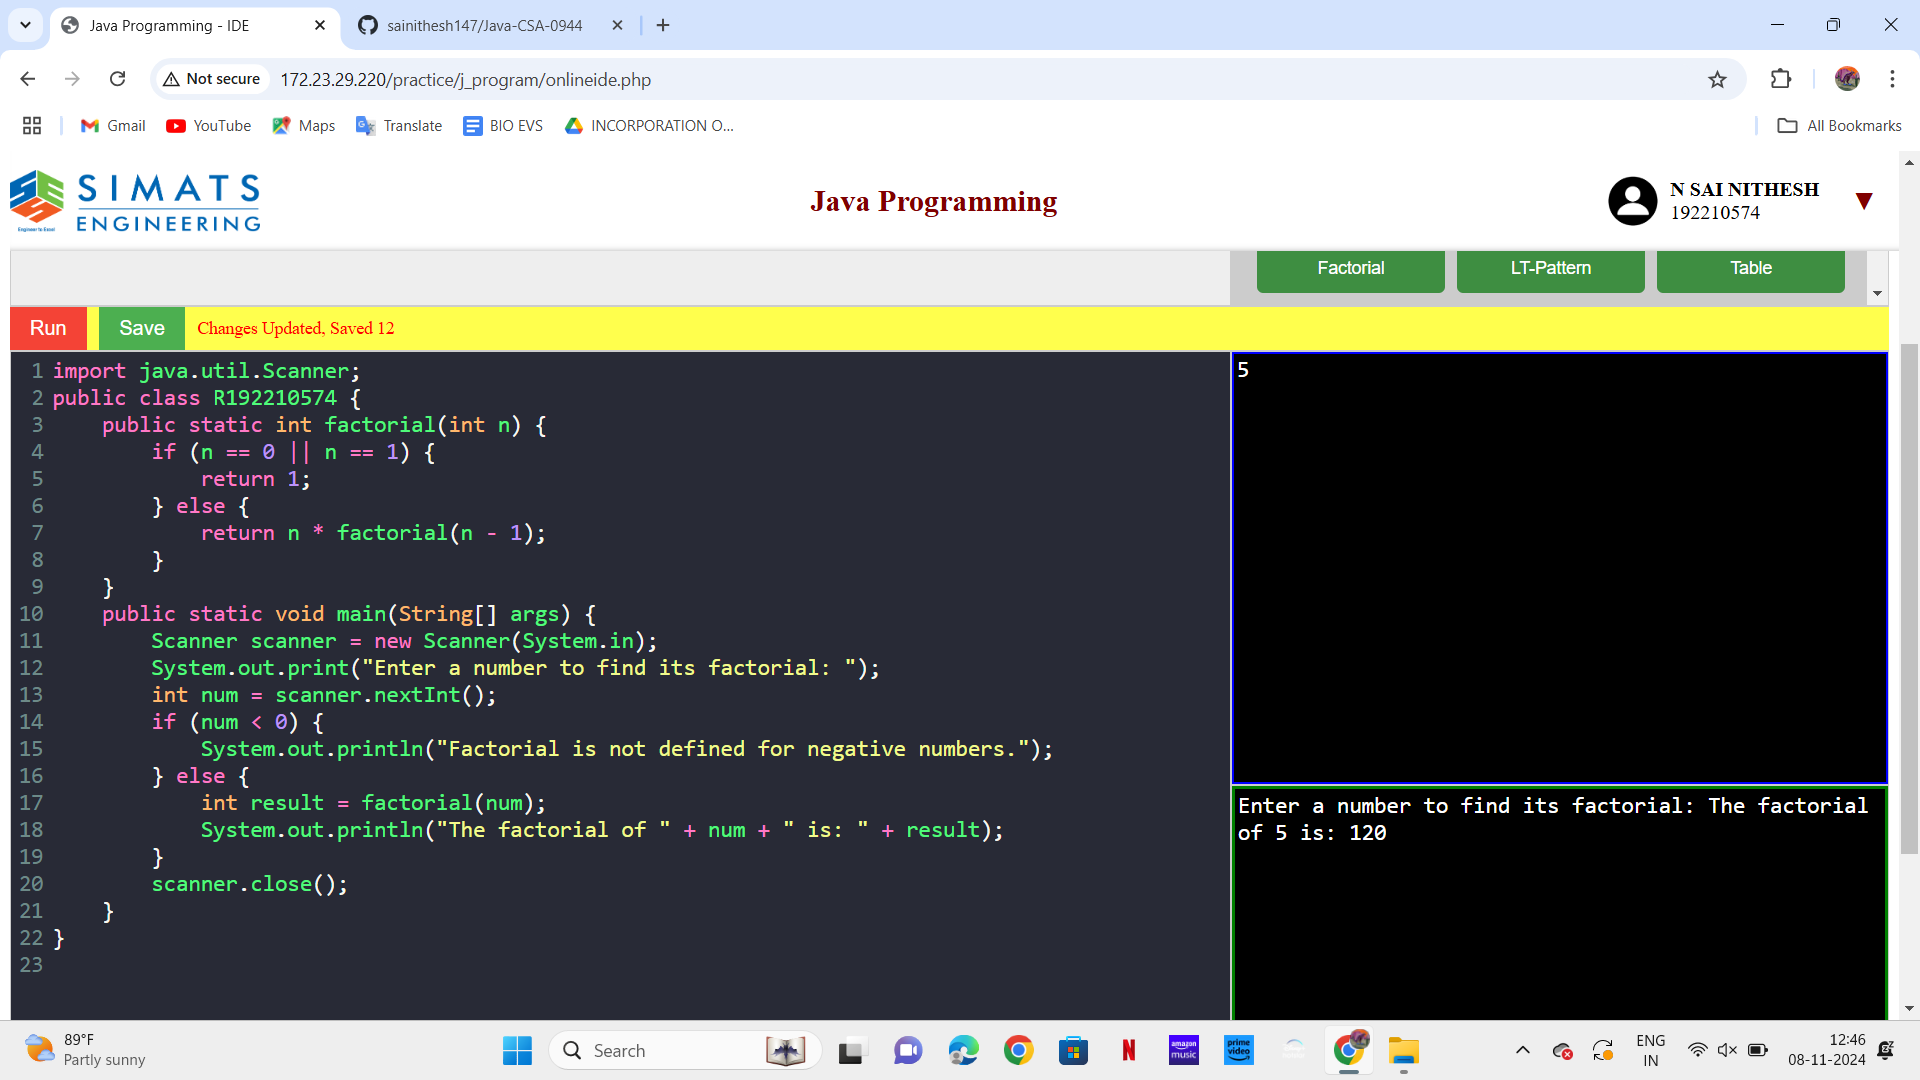 Java Programming - IDE
sainithesh147/Java-CSA-0944
Not secure
172.23.29.220/practice/j_program/onlineide.php
Gmail
YouTube
Maps
Translate
BIO EVS
INCORPORATION O...
All Bookmarks
SIMATS
ENGINEERING
Engineer to Excel
Java Programming
N SAI NITHESH
192210574
Factorial
LT-Pattern
Table
Run
Save
Changes Updated, Saved 12
1 import java.util.Scanner;
2 public class R192210574 {
3     public static int factorial(int n) {
4         if (n == 0 || n == 1) {
5             return 1;
6         } else {
7             return n * factorial(n - 1);
8         }
9     }
10     public static void main(String[] args) {
11         Scanner scanner = new Scanner(System.in);
12         System.out.print("Enter a number to find its factorial: ");
13         int num = scanner.nextInt();
14         if (num < 0) {
15             System.out.println("Factorial is not defined for negative numbers.");
16         } else {
17             int result = factorial(num);
18             System.out.println("The factorial of " + num + " is: " + result);
19         }
20         scanner.close();
21     }
22 }
23
5
Enter a number to find its factorial: The factorial
of 5 is: 120
89°F
Partly sunny
Search
N
amazon
music
prime
video
ENG
IN
12:46
08-11-2024